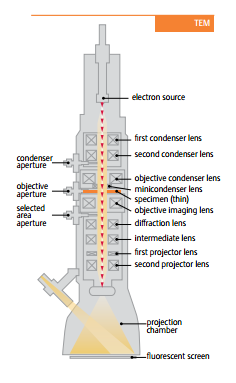 TEM
electron source
first condenser lens
second condenser lens
condenser
aperture
objective condenser lens
minicondenser lens
objective
aperture
specimen (thin)
objective imaging lens
selected
area
aperture
diffraction lens
intermediate lens
first projector lens
second projector lens
projection
chamber
fluorescent screen